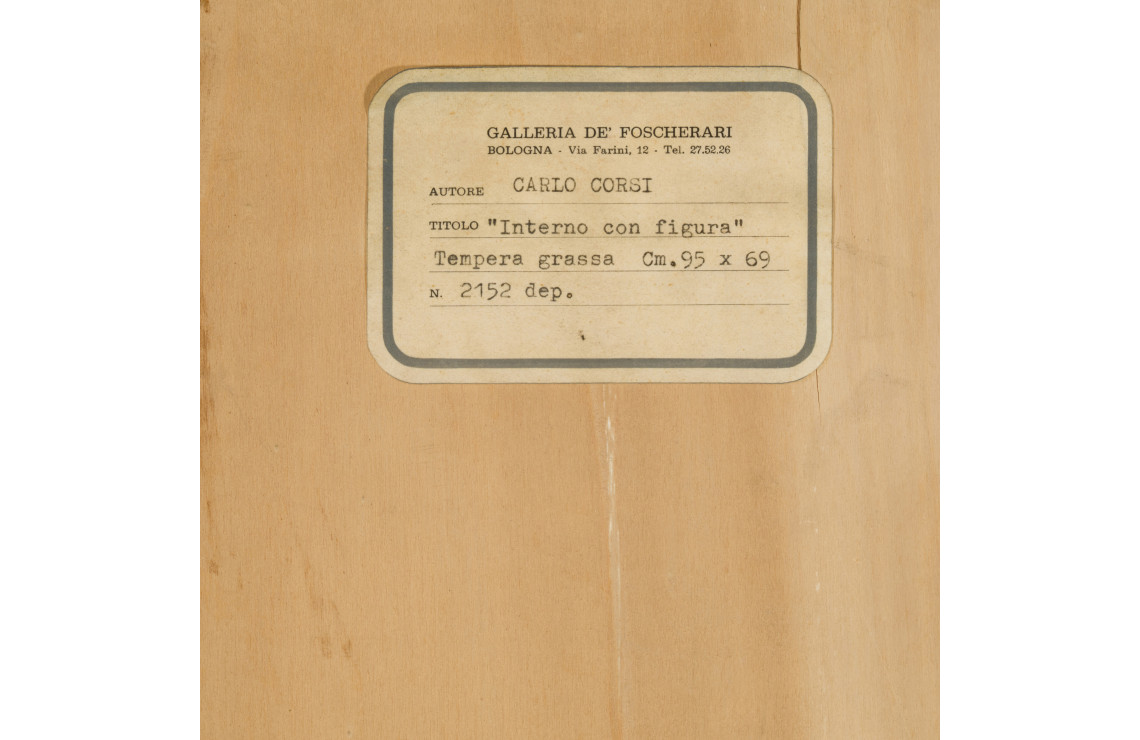 GALLERIA DE' FOSCHERARI
BOLOGNA - Via Farini, 12 - Tel. 27.52.26
AUTORE CARLO CORSI
TITOLO "Interno con figura"
Tempera grassa Cm.95 x 69
N. 2152 dep.